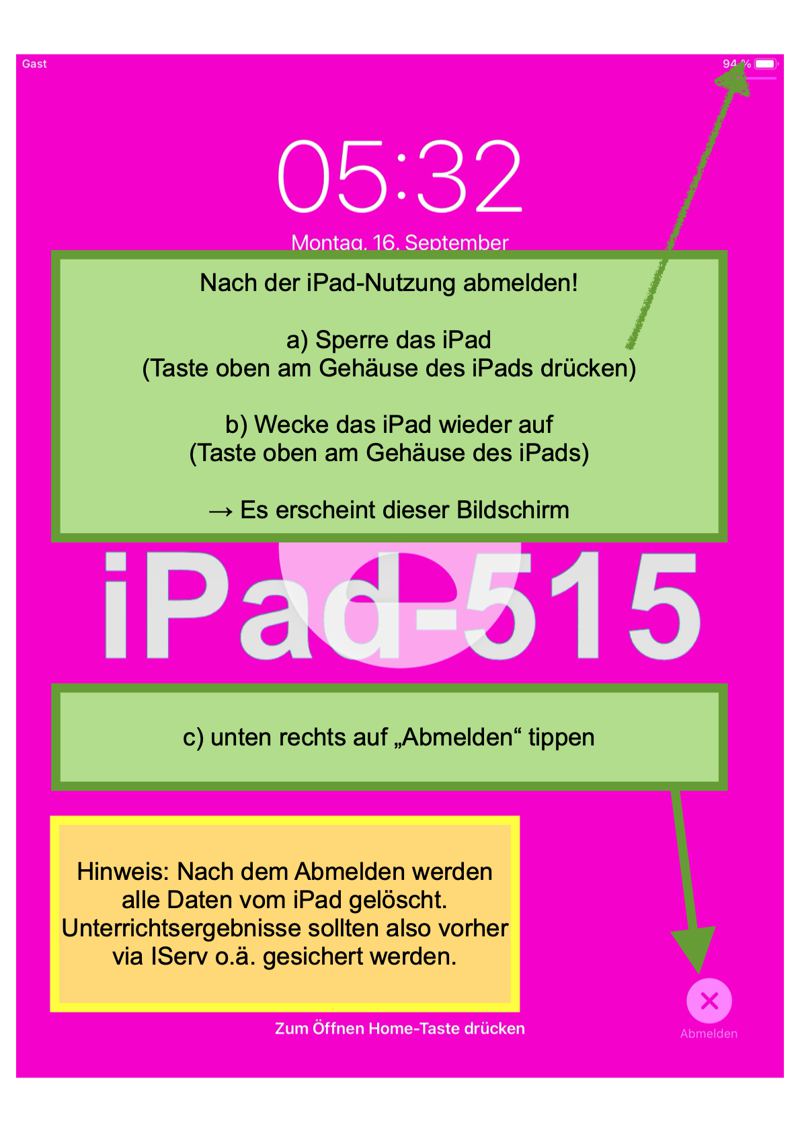 Gast
94 %
05:32
Montag, 16. September
Nach der iPad-Nutzung abmelden!
a) Sperre das iPad
(Taste oben am Gehäuse des iPads drücken)
b) Wecke das iPad wieder auf
(Taste oben am Gehäuse des iPads)
→ Es erscheint dieser Bildschirm
iPad-515
c) unten rechts auf „Abmelden“ tippen
Hinweis: Nach dem Abmelden werden
alle Daten vom iPad gelöscht.
Unterrichtsergebnisse sollten also vorher
via IServ o.ä. gesichert werden.
Zum Öffnen Home-Taste drücken
Abmelden